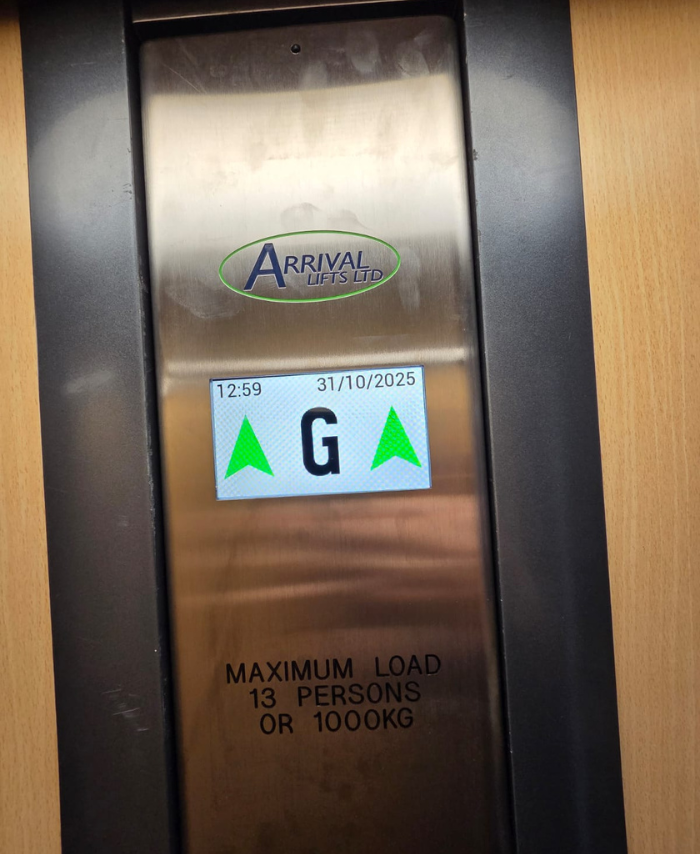 ARRIVAL
LIFTS LTD
12:59 31/10/2025
G
MAXIMUM LOAD
13 PERSONS
OR 1000KG